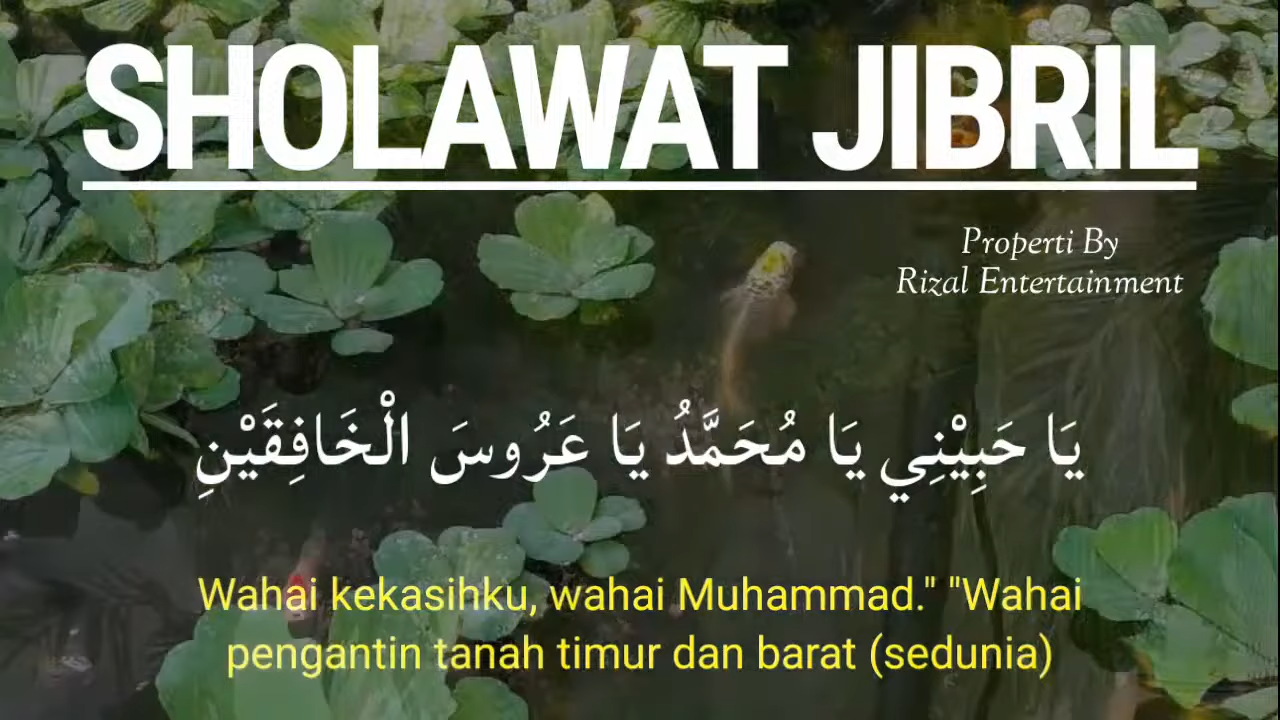 SHOLAWAT JIBRIL
Properti By
Rizal Entertainment
يَا حَبِيْنِي يَا مُحَمَّدُ يَا عَرُوسَ الْخَافِقَيْنِ
Wahai kekasihku, wahai Muhammad." "Wahai
pengantin tanah timur dan barat (sedunia)